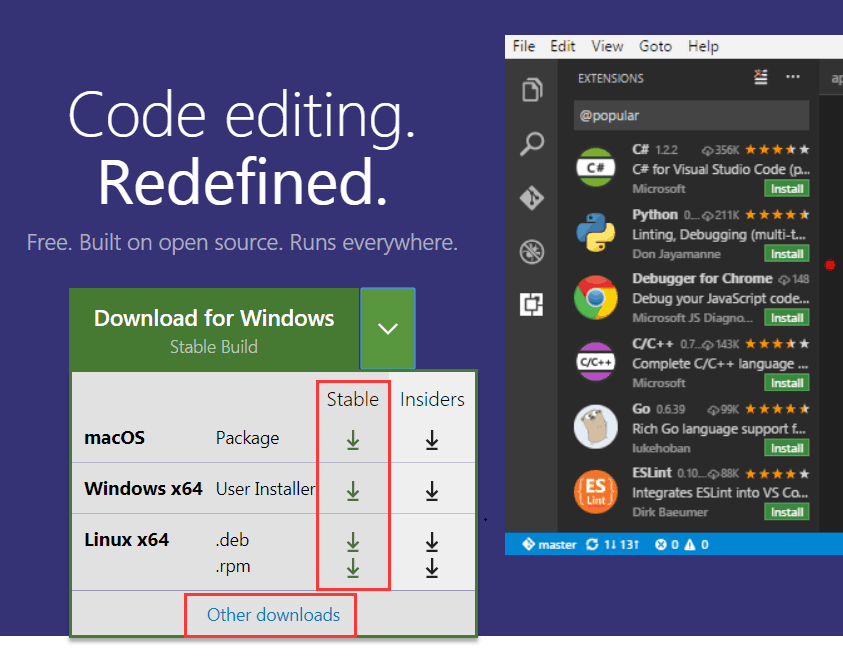 Code editing.
Redefined.
Free. Built on open source. Runs everywhere.
Download for Windows
Stable Build
Stable Insiders
macOS Package
Windows x64 User Installer
Linux x64 .deb
.rpm
Other downloads
File Edit View Goto Help
EXTENSIONS
@popular
C# 1.2.2 356K
C# for Visual Studio Code (p...
Microsoft Install
Python 0... 211K
Linting, Debugging (multi-t...
Don Jayamanne Install
Debugger for Chrome 148
Debug your JavaScript code...
Microsoft JS Diagno... Install
C/C++ 0.7... 143K
Complete C/C++ language ...
Microsoft Install
Go 0.6.39 99K
Rich Go language support f...
lukehoban Install
ESLint 0.10... 88K
Integrates ESLint into VS Co...
Dirk Baeumer Install
C#
C/C++
ES
Lint
master 1↓ 13↑ 0 0
ap